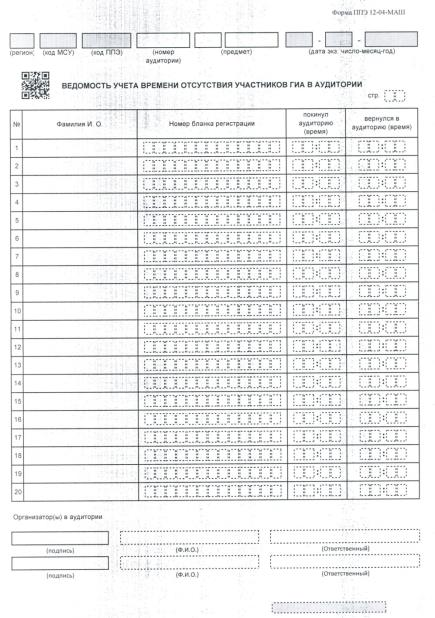 Форма ППЭ 12-04-МАШ
(регион) (код МСУ) (код ППЭ) (номер аудитории) (предмет) (дата экз. число-месяц-год)
ВЕДОМОСТЬ УЧЕТА ВРЕМЕНИ ОТСУТСТВИЯ УЧАСТНИКОВ ГИА В АУДИТОРИИ
стр.
№ Фамилия И. О. Номер бланка регистрации покинул аудиторию (время) вернулся в аудиторию (время)
1
2
3
4
5
6
7
8
9
10
11
12
13
14
15
16
17
18
19
20
Организатор(ы) в аудитории
(подпись) (Ф.И.О.) (Ответственный)
(подпись) (Ф.И.О.) (Ответственный)